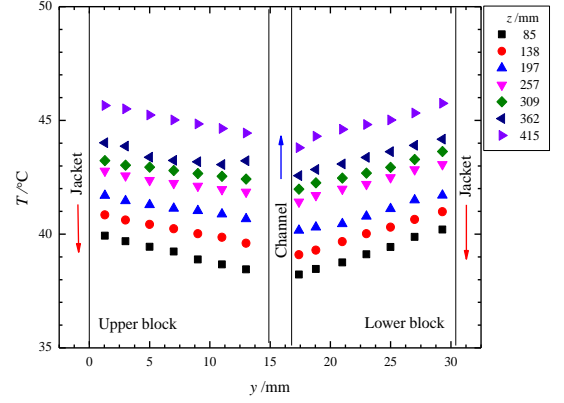 50
45
40
35
T /°C
0
5
10
15
20
25
30
y /mm
Jacket
Upper block
Channel
Lower block
Jacket
z /mm
85
138
197
257
309
362
415